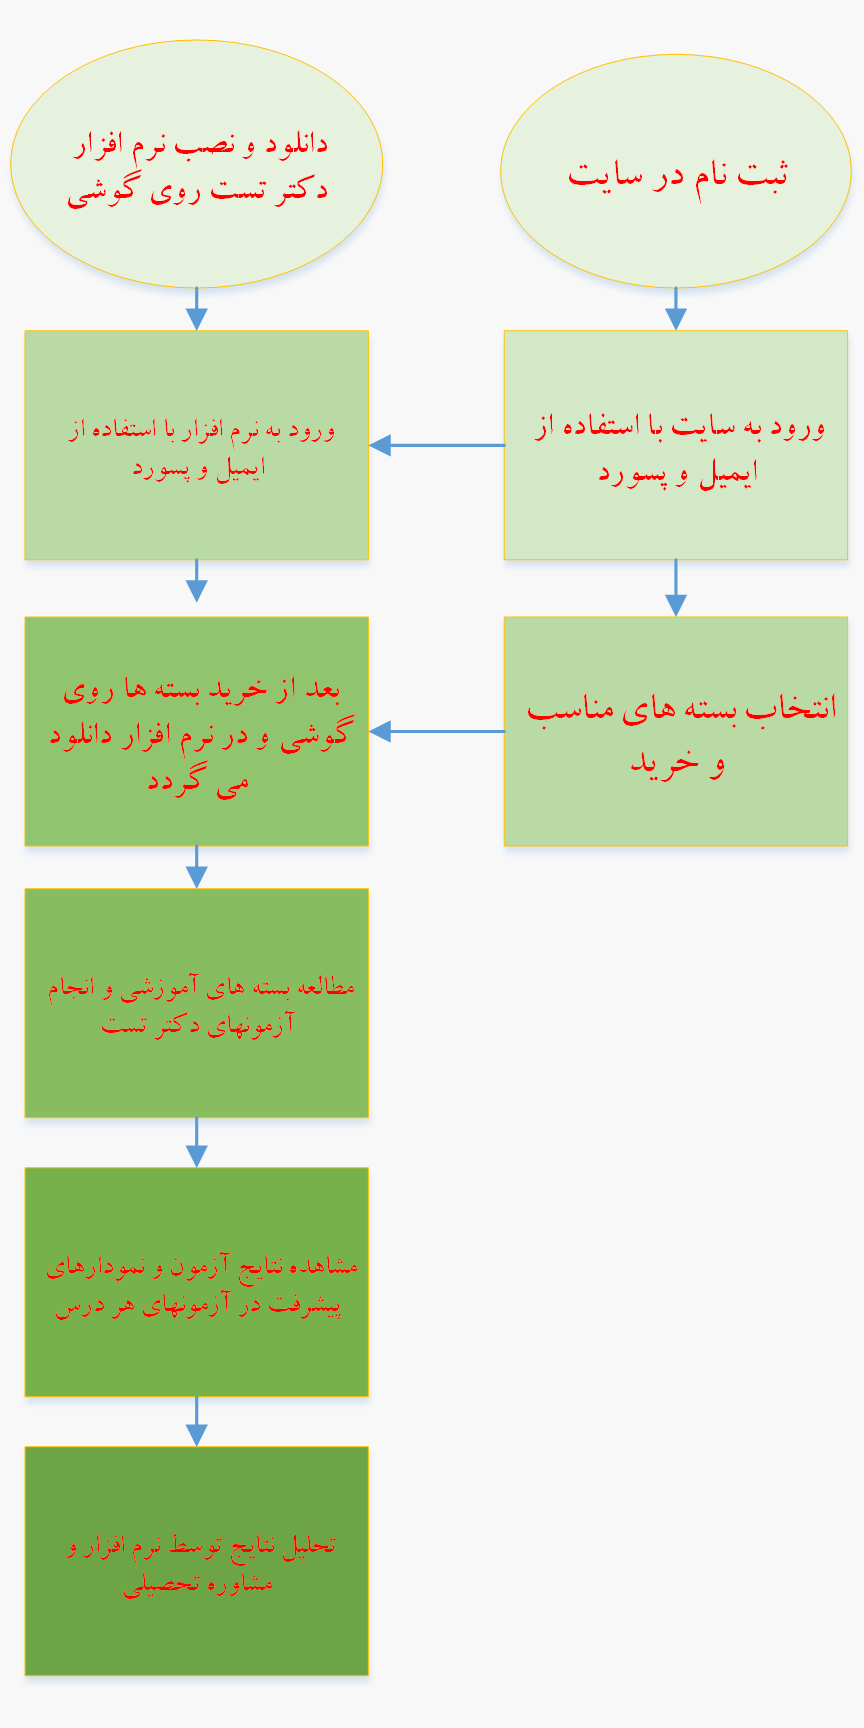 ثبت نام در سایت
دانلود و نصب نرم افزار
دکتر تست روی گوشی
ورود به سایت با استفاده از
ایمیل و پسورد
ورود به نرم افزار با استفاده از
ایمیل و پسورد
انتخاب بسته های مناسب
و خرید
بعد از خرید بسته ها روی
گوشی و در نرم افزار دانلود
می گردد
مطالعه بسته های آموزشی و انجام
آزمونهای دکتر تست
مشاهده نتایج آزمون و نمودارهای
پیشرفت در آزمونهای هر درس
تحلیل نتایج توسط نرم افزار و
مشاوره تحصیلی